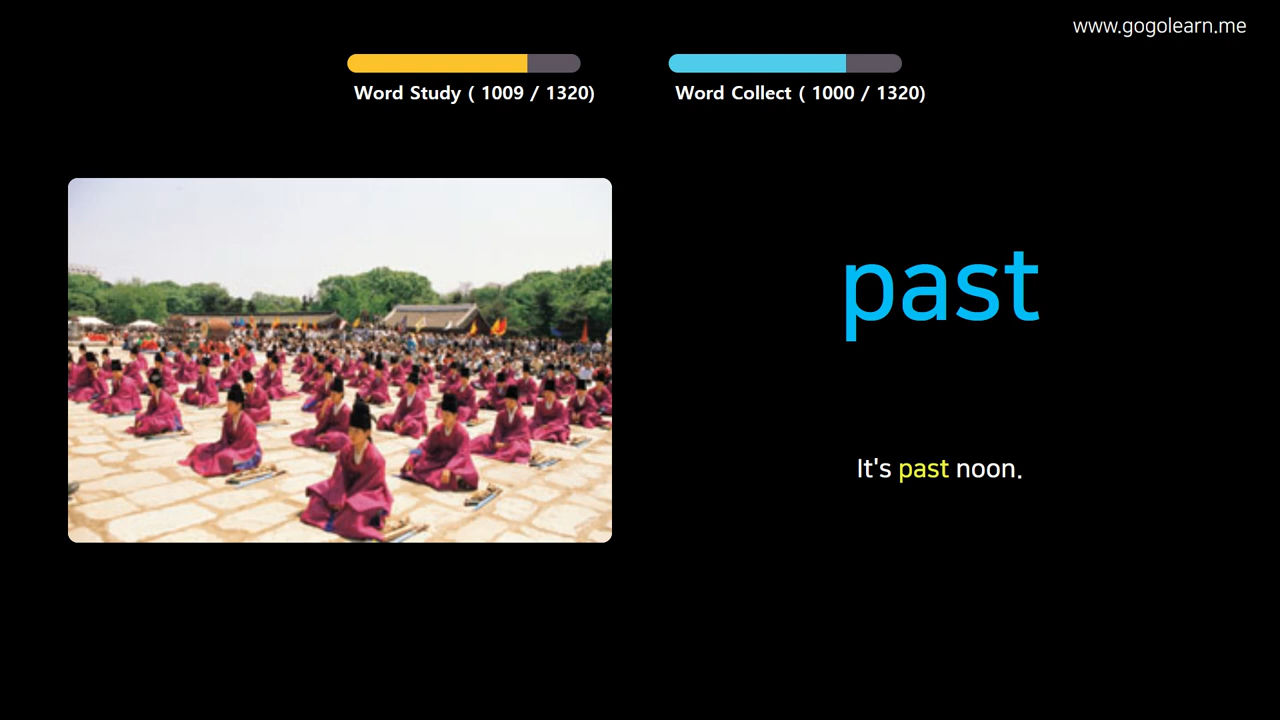 www.gogolearn.me
Word Study ( 1009 / 1320)
Word Collect ( 1000 / 1320)
past
It's past noon.